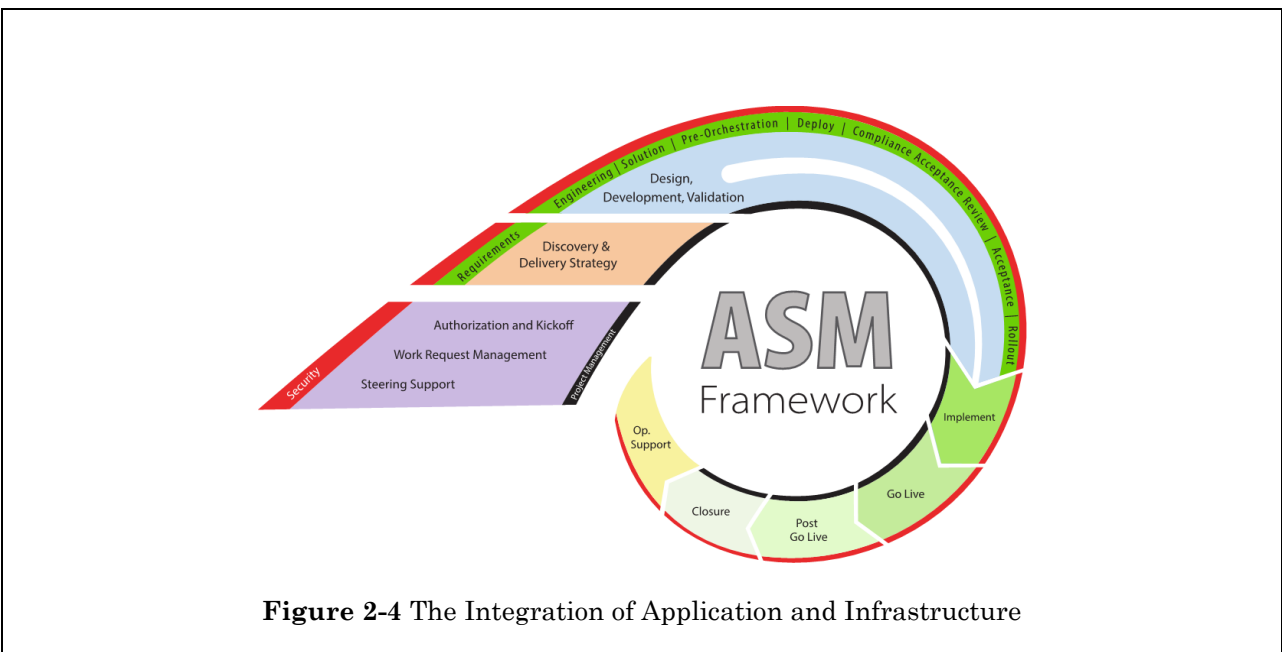 Requirements | Engineering | Solution | Pre-Orchestration | Deploy | Compliance Acceptance Review | Acceptance | Rollout
Design,
Development, Validation
Discovery &
Delivery Strategy
Authorization and Kickoff
Work Request Management
Steering Support
Security
Project Management
ASM
Framework
Implement
Go Live
Post
Go Live
Closure
Op.
Support
Figure 2-4 The Integration of Application and Infrastructure